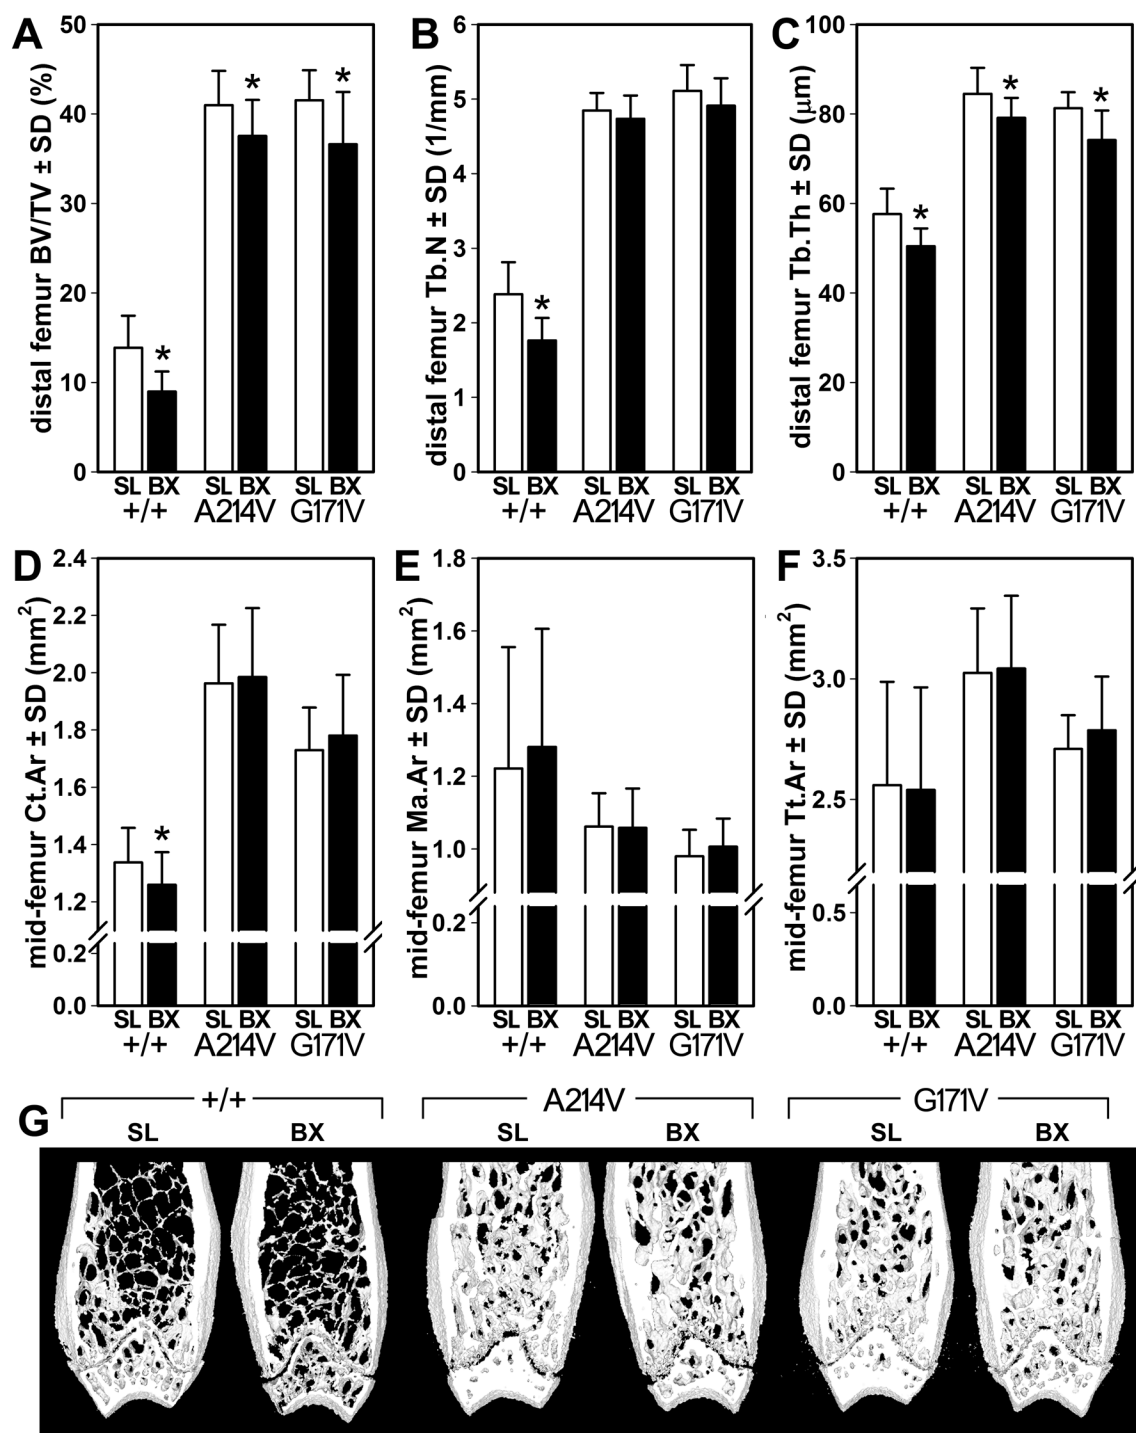 A
distal femur BV/TV ± SD (%)
50
40
30
20
10
0
* * *
SL BX SL BX SL BX
+/+ A214V G171V
B
distal femur Tb.N ± SD (1/mm)
6
5
4
3
2
1
0
*
SL BX SL BX SL BX
+/+ A214V G171V
C
distal femur Tb.Th ± SD (μm)
100
80
60
40
20
0
* * *
SL BX SL BX SL BX
+/+ A214V G171V
D
mid-femur Ct.Ar ± SD (mm²)
2.4
2.2
2.0
1.8
1.6
1.4
1.2
0.2
0.0
*
SL BX SL BX SL BX
+/+ A214V G171V
E
mid-femur Ma.Ar ± SD (mm²)
1.8
1.6
1.4
1.2
1.0
0.2
0.0
SL BX SL BX SL BX
+/+ A214V G171V
F
mid-femur Tt.Ar ± SD (mm²)
3.5
3.0
2.5
0.5
0.0
SL BX SL BX SL BX
+/+ A214V G171V
G
+/+ A214V G171V
SL BX SL BX SL BX